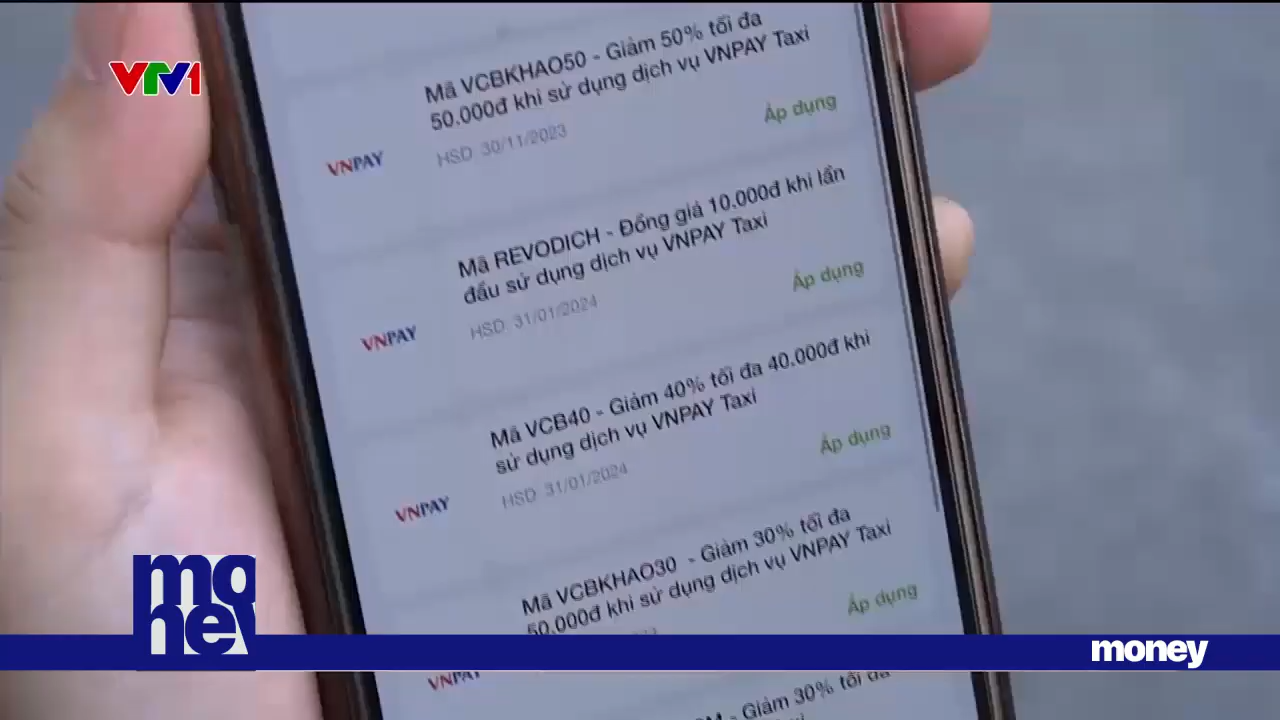 VTV1
Mã VCBKHAO50 - Giảm 50% tối đa
50.000đ khi sử dụng dịch vụ VNPAY Taxi
Áp dụng
VNPAY
HSD: 30/11/2023
Mã REVODICH - Đồng giá 10.000đ khi lần
đầu sử dụng dịch vụ VNPAY Taxi
Áp dụng
VNPAY
HSD: 31/01/2024
Mã VCB40 - Giảm 40% tối đa 40.000đ khi
sử dụng dịch vụ VNPAY Taxi
Áp dụng
VNPAY
HSD: 31/01/2024
Mã VCBKHAO30 - Giảm 30% tối đa
50.000đ khi sử dụng dịch vụ VNPAY Taxi
Áp dụng
VNPAY
- Giảm 30% tối đa
mo
ney
money